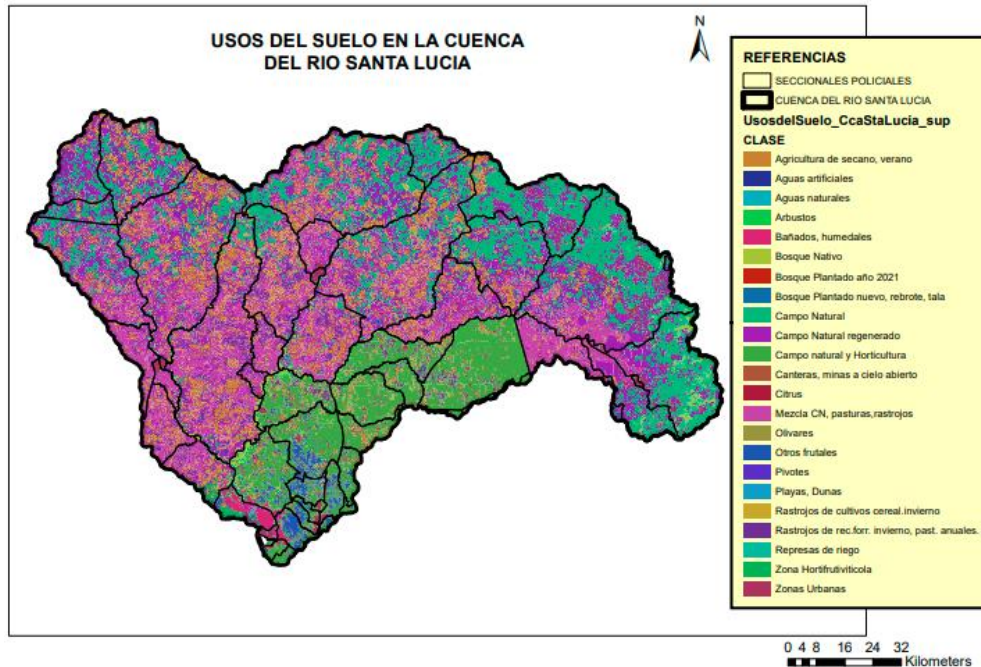 USOS DEL SUELO EN LA CUENCA
DEL RIO SANTA LUCIA
N
REFERENCIAS
SECCIONALES POLICIALES
CUENCA DEL RIO SANTA LUCIA
UsosdelSuelo_CcaStaLucia_sup
CLASE
Agricultura de secano, verano
Aguas artificiales
Aguas naturales
Arbustos
Bañados, humedales
Bosque Nativo
Bosque Plantado año 2021
Bosque Plantado nuevo, rebrote, tala
Campo Natural
Campo Natural regenerado
Campo natural y Horticultura
Canteras, minas a cielo abierto
Citrus
Mezcla CN, pasturas,rastrojos
Olivares
Otros frutales
Pivotes
Playas, Dunas
Rastrojos de cultivos cereal.invierno
Rastrojos de rec.forr. invierno, past. anuales.
Represas de riego
Zona Hortifrutiviticola
Zonas Urbanas
0 4 8 16 24 32
Kilometers